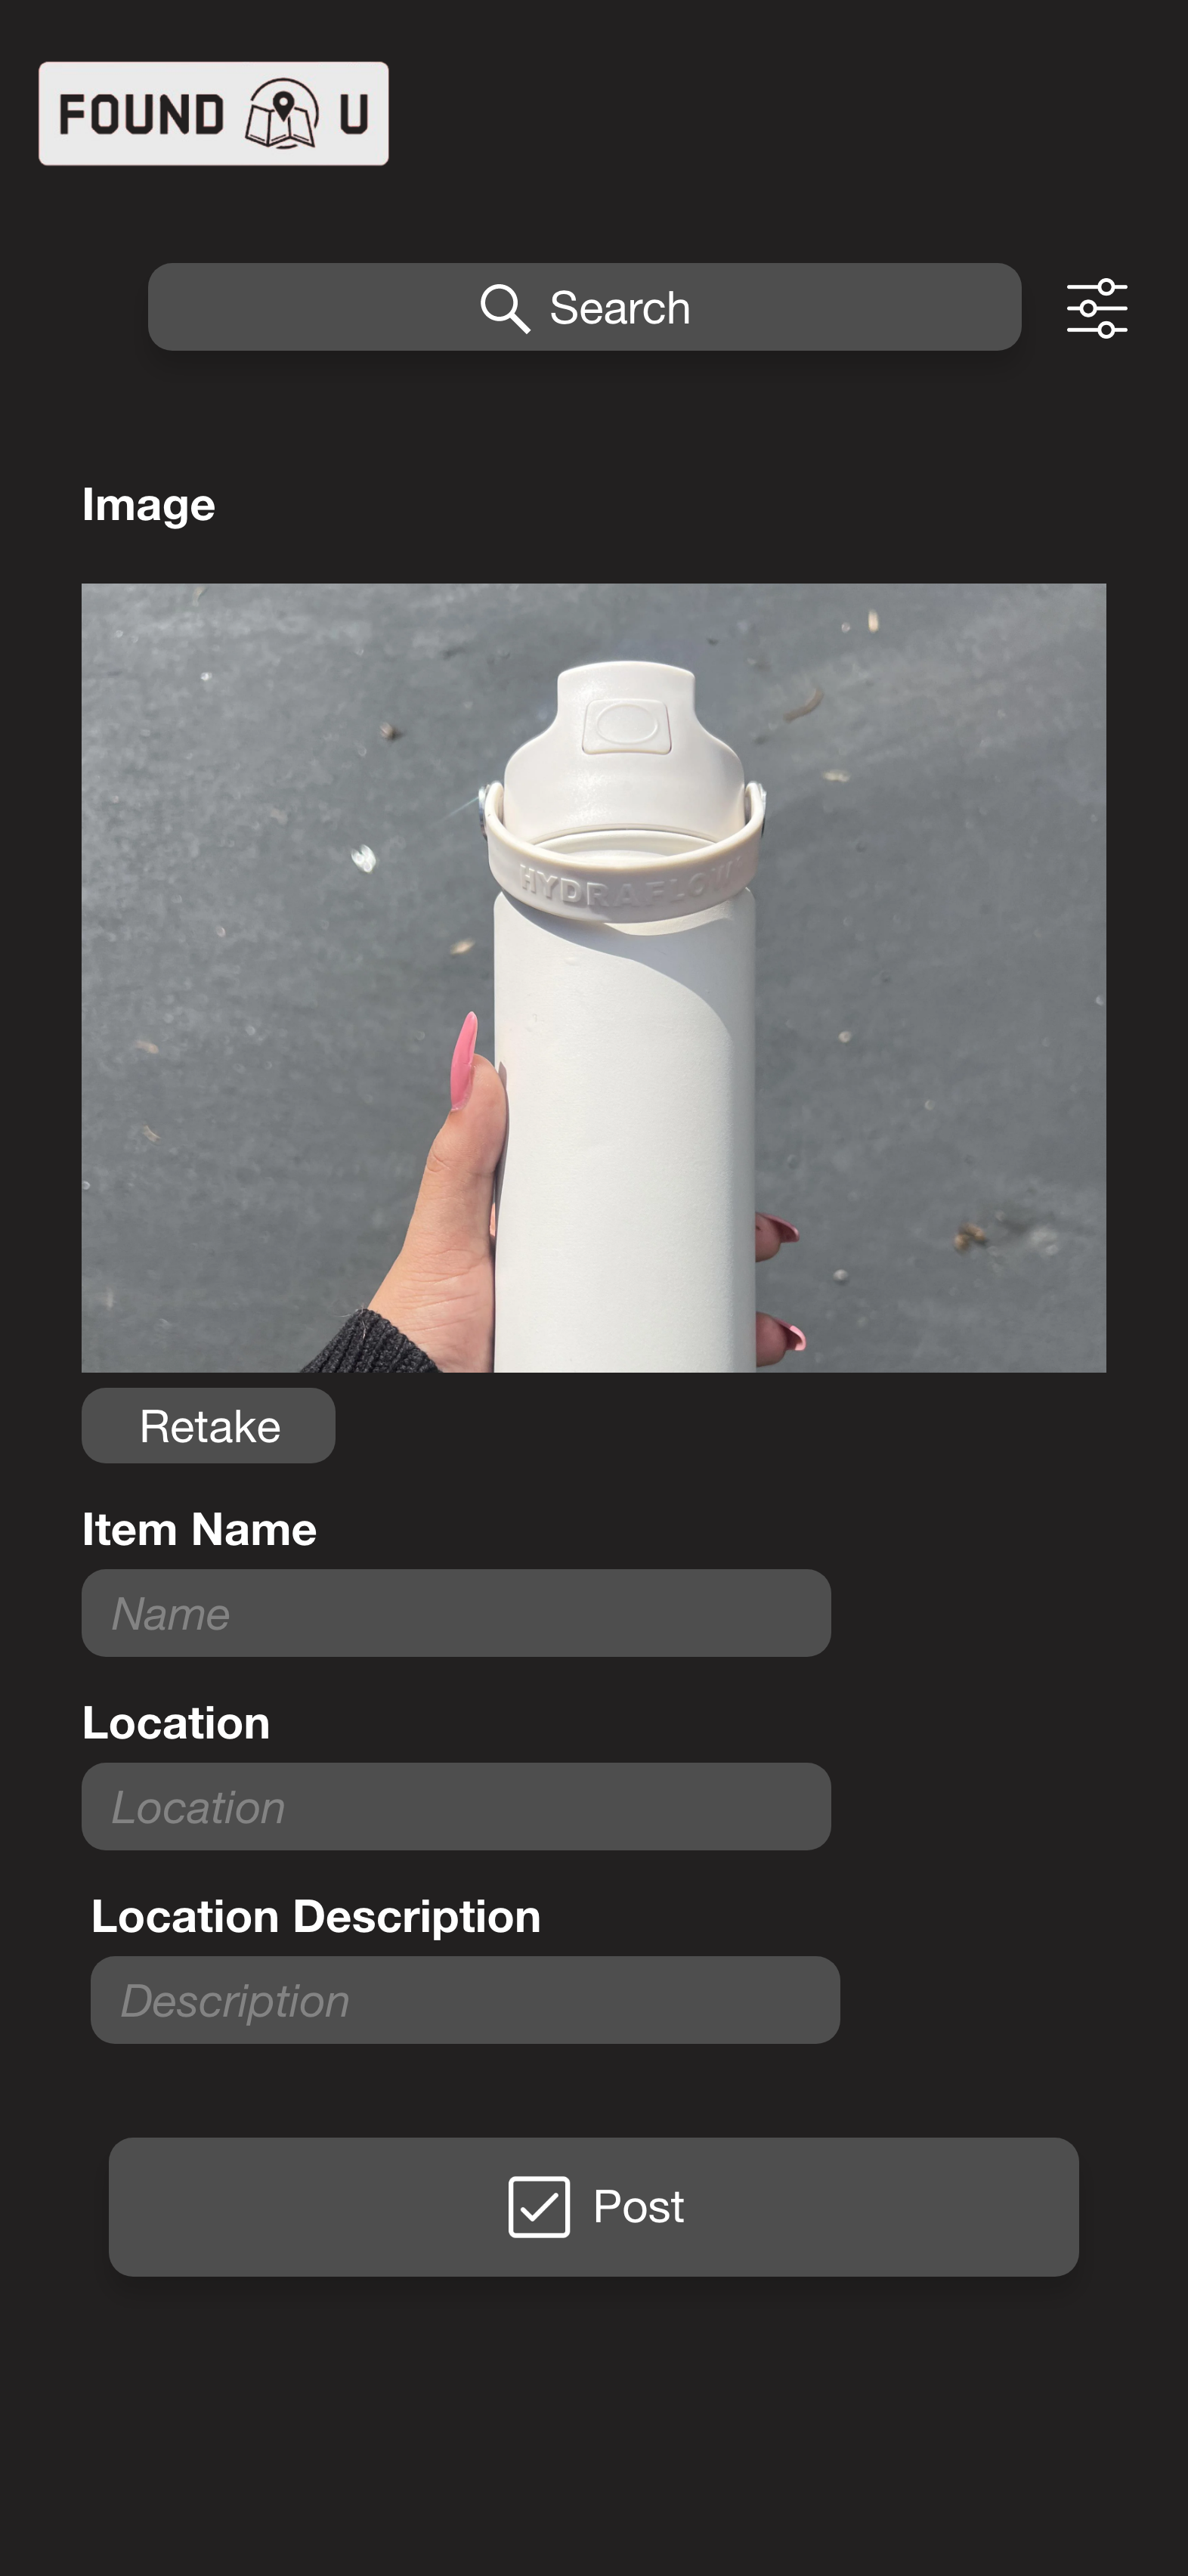 FOUND U
Search
Image
HYDRAFLOW
Retake
Item Name
Name
Location
Location
Location Description
Description
Post